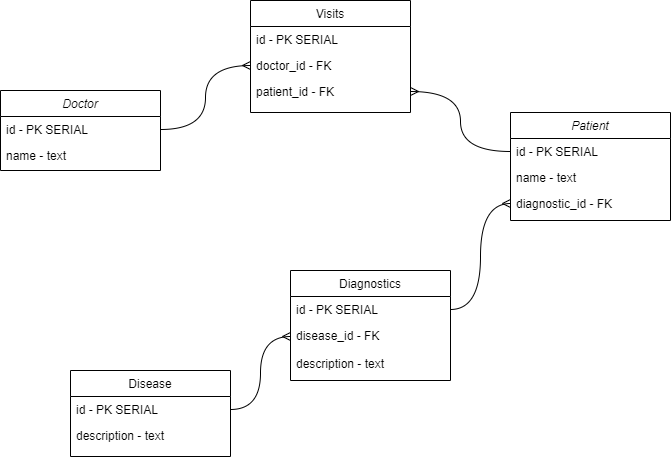 Visits
id - PK SERIAL
doctor_id - FK
patient_id - FK
Doctor
id - PK SERIAL
name - text
Patient
id - PK SERIAL
name - text
diagnostic_id - FK
Diagnostics
id - PK SERIAL
disease_id - FK
description - text
Disease
id - PK SERIAL
description - text